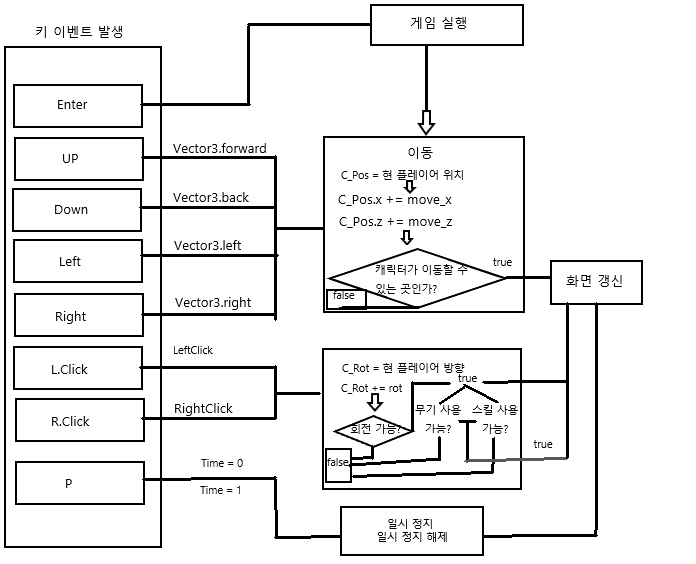 키 이벤트 발생
게임 실행
Enter
UP
Down
Left
Right
L.Click
R.Click
P
Vector3.forward
Vector3.back
Vector3.left
Vector3.right
LeftClick
RightClick
Time = 0
Time = 1
이동
C_Pos = 현 플레이어 위치
C_Pos.x += move_x
C_Pos.z += move_z
캐릭터가 이동할 수
있는 곳인가?
false
true
화면 갱신
C_Rot = 현 플레이어 방향
C_Rot += rot
회전 가능?
false
true
무기 사용
가능?
스킬 사용
가능?
true
일시 정지
일시 정지 해제